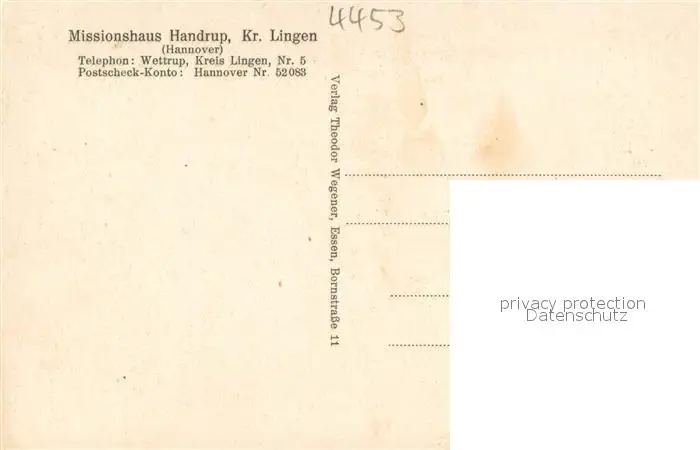 4453
Missionshaus Handrup, Kr. Lingen
(Hannover)
Telephon: Wettrup, Kreis Lingen, Nr. 5
Postscheck-Konto: Hannover Nr. 52083
Verlag Theodor Wegener, Essen, Bornstraße 11
privacy protection
Datenschutz